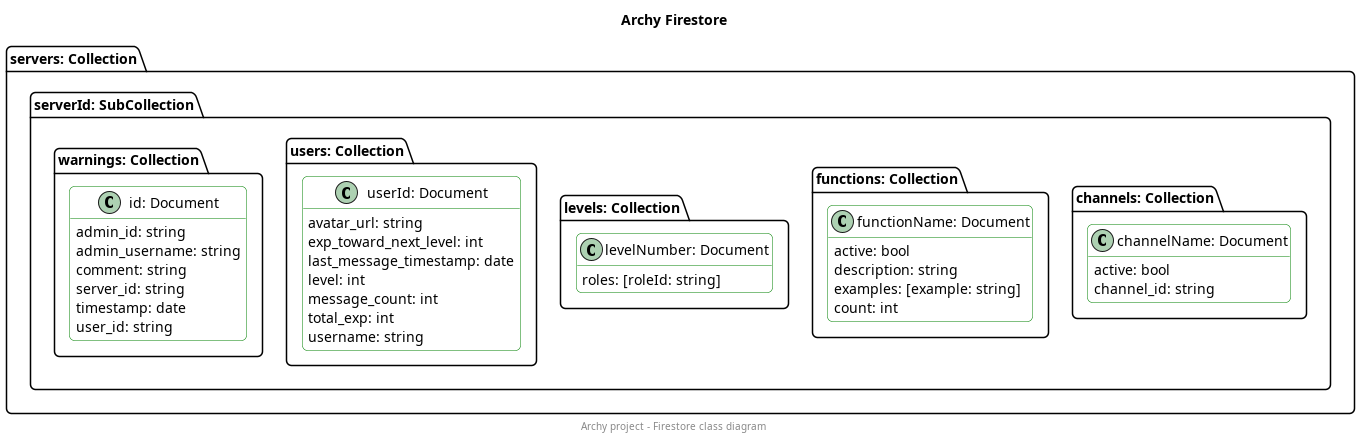 Archy Firestore
servers: Collection
serverId: SubCollection
warnings: Collection
C id: Document
admin_id: string
admin_username: string
comment: string
server_id: string
timestamp: date
user_id: string
users: Collection
C userId: Document
avatar_url: string
exp_toward_next_level: int
last_message_timestamp: date
level: int
message_count: int
total_exp: int
username: string
levels: Collection
C levelNumber: Document
roles: [roleId: string]
functions: Collection
C functionName: Document
active: bool
description: string
examples: [example: string]
count: int
channels: Collection
C channelName: Document
active: bool
channel_id: string
Archy project - Firestore class diagram